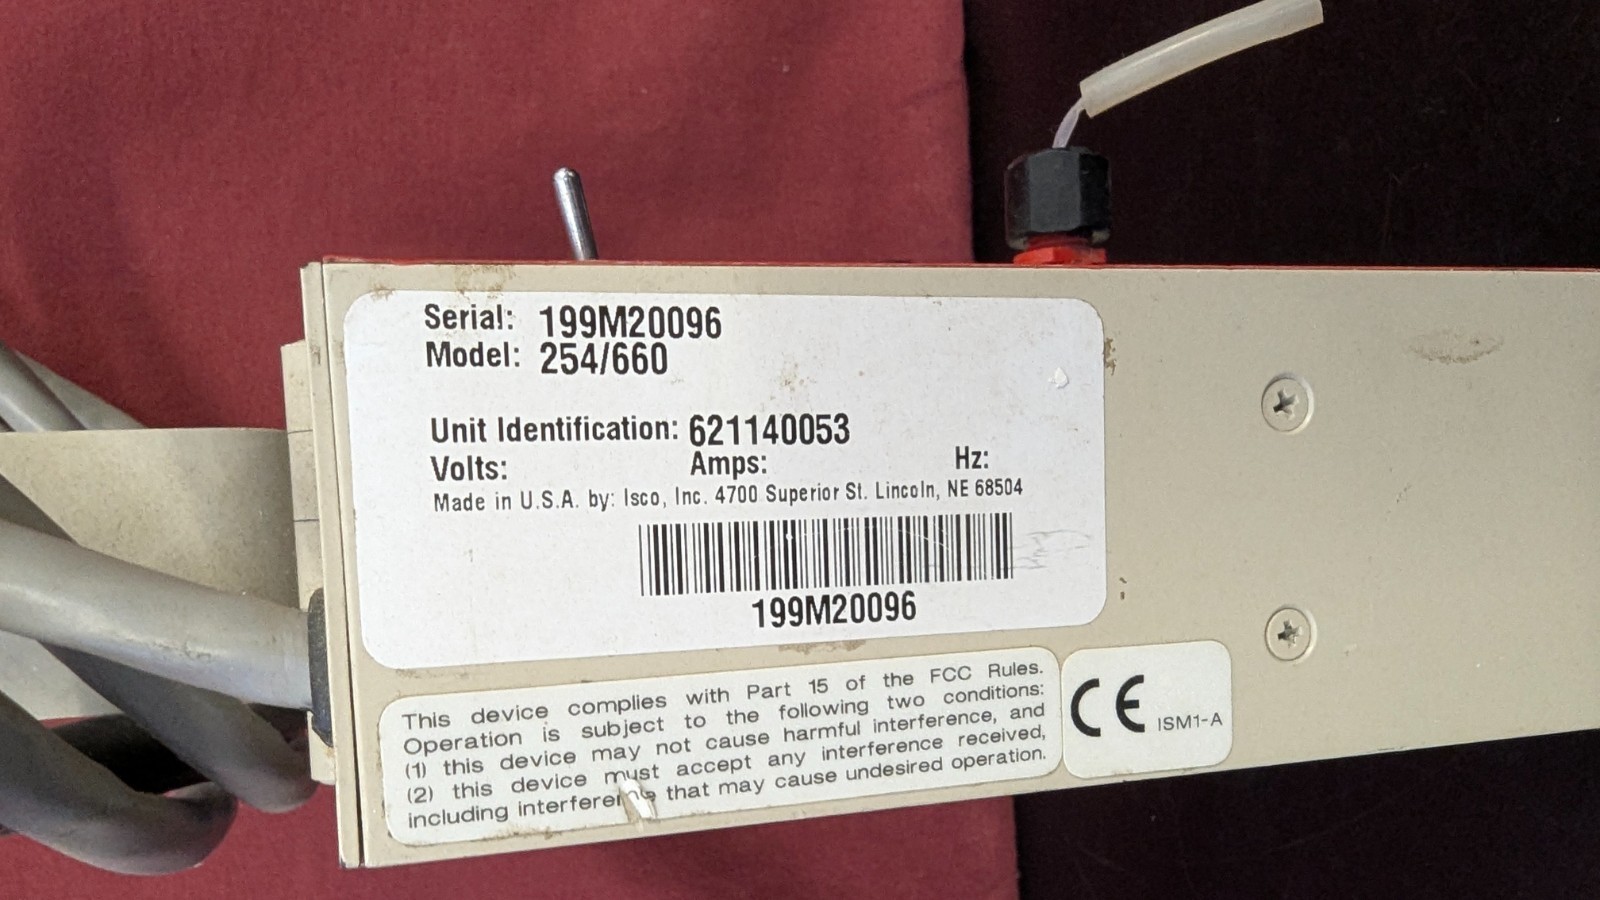 Serial: 199M20096
Model: 254/660
Unit Identification: 621140053
Volts: Amps: Hz:
Made in U.S.A. by: Isco, Inc. 4700 Superior St. Lincoln, NE 68504
199M20096
This device complies with Part 15 of the FCC Rules.
Operation is subject to the following two conditions:
(1) this device may not cause harmful interference, and
(2) this device must accept any interference received,
including interference that may cause undesired operation.
CE ISM1-A